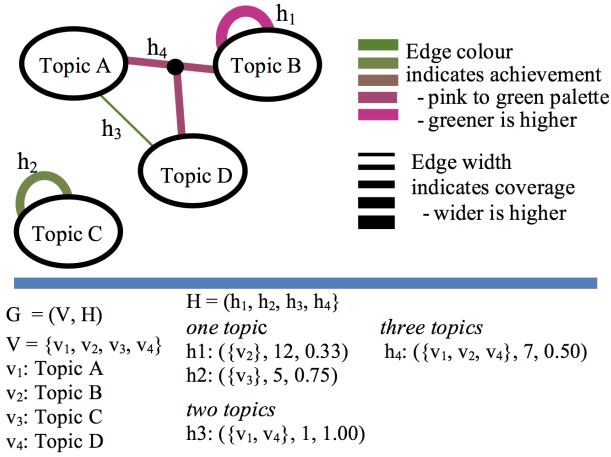 h₁
h₄
Topic A
Topic B
h₃
h₂
Topic D
Topic C
Edge colour
indicates achievement
- pink to green palette
- greener is higher
Edge width
indicates coverage
- wider is higher
G = (V, H)
V = {v₁, v₂, v₃, v₄}
v₁: Topic A
v₂: Topic B
v₃: Topic C
v₄: Topic D
H = (h₁, h₂, h₃, h₄}
one topic
h1: ({v₂}, 12, 0.33)
h2: ({v₃}, 5, 0.75)
two topics
h3: ({v₁, v₄}, 1, 1.00)
three topics
h₄: ({v₁, v₂, v₄}, 7, 0.50)